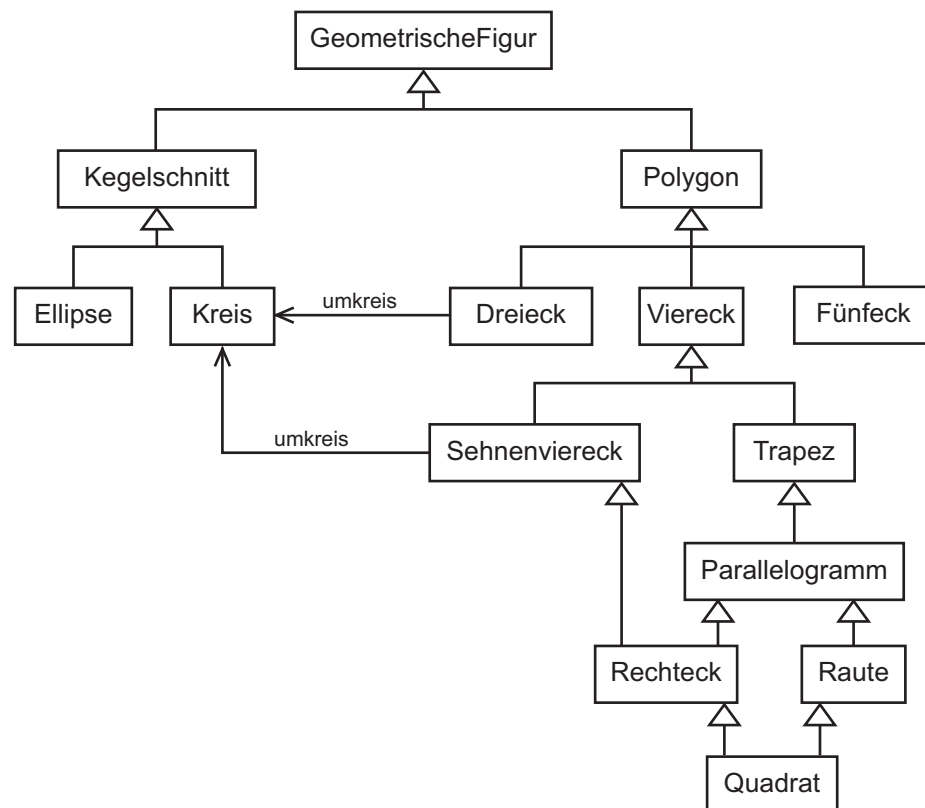 GeometrischeFigur
Kegelschnitt
Polygon
Ellipse
Kreis
umkreis
Dreieck
Viereck
Fünfeck
umkreis
Sehnenviereck
Trapez
Parallelogramm
Rechteck
Raute
Quadrat